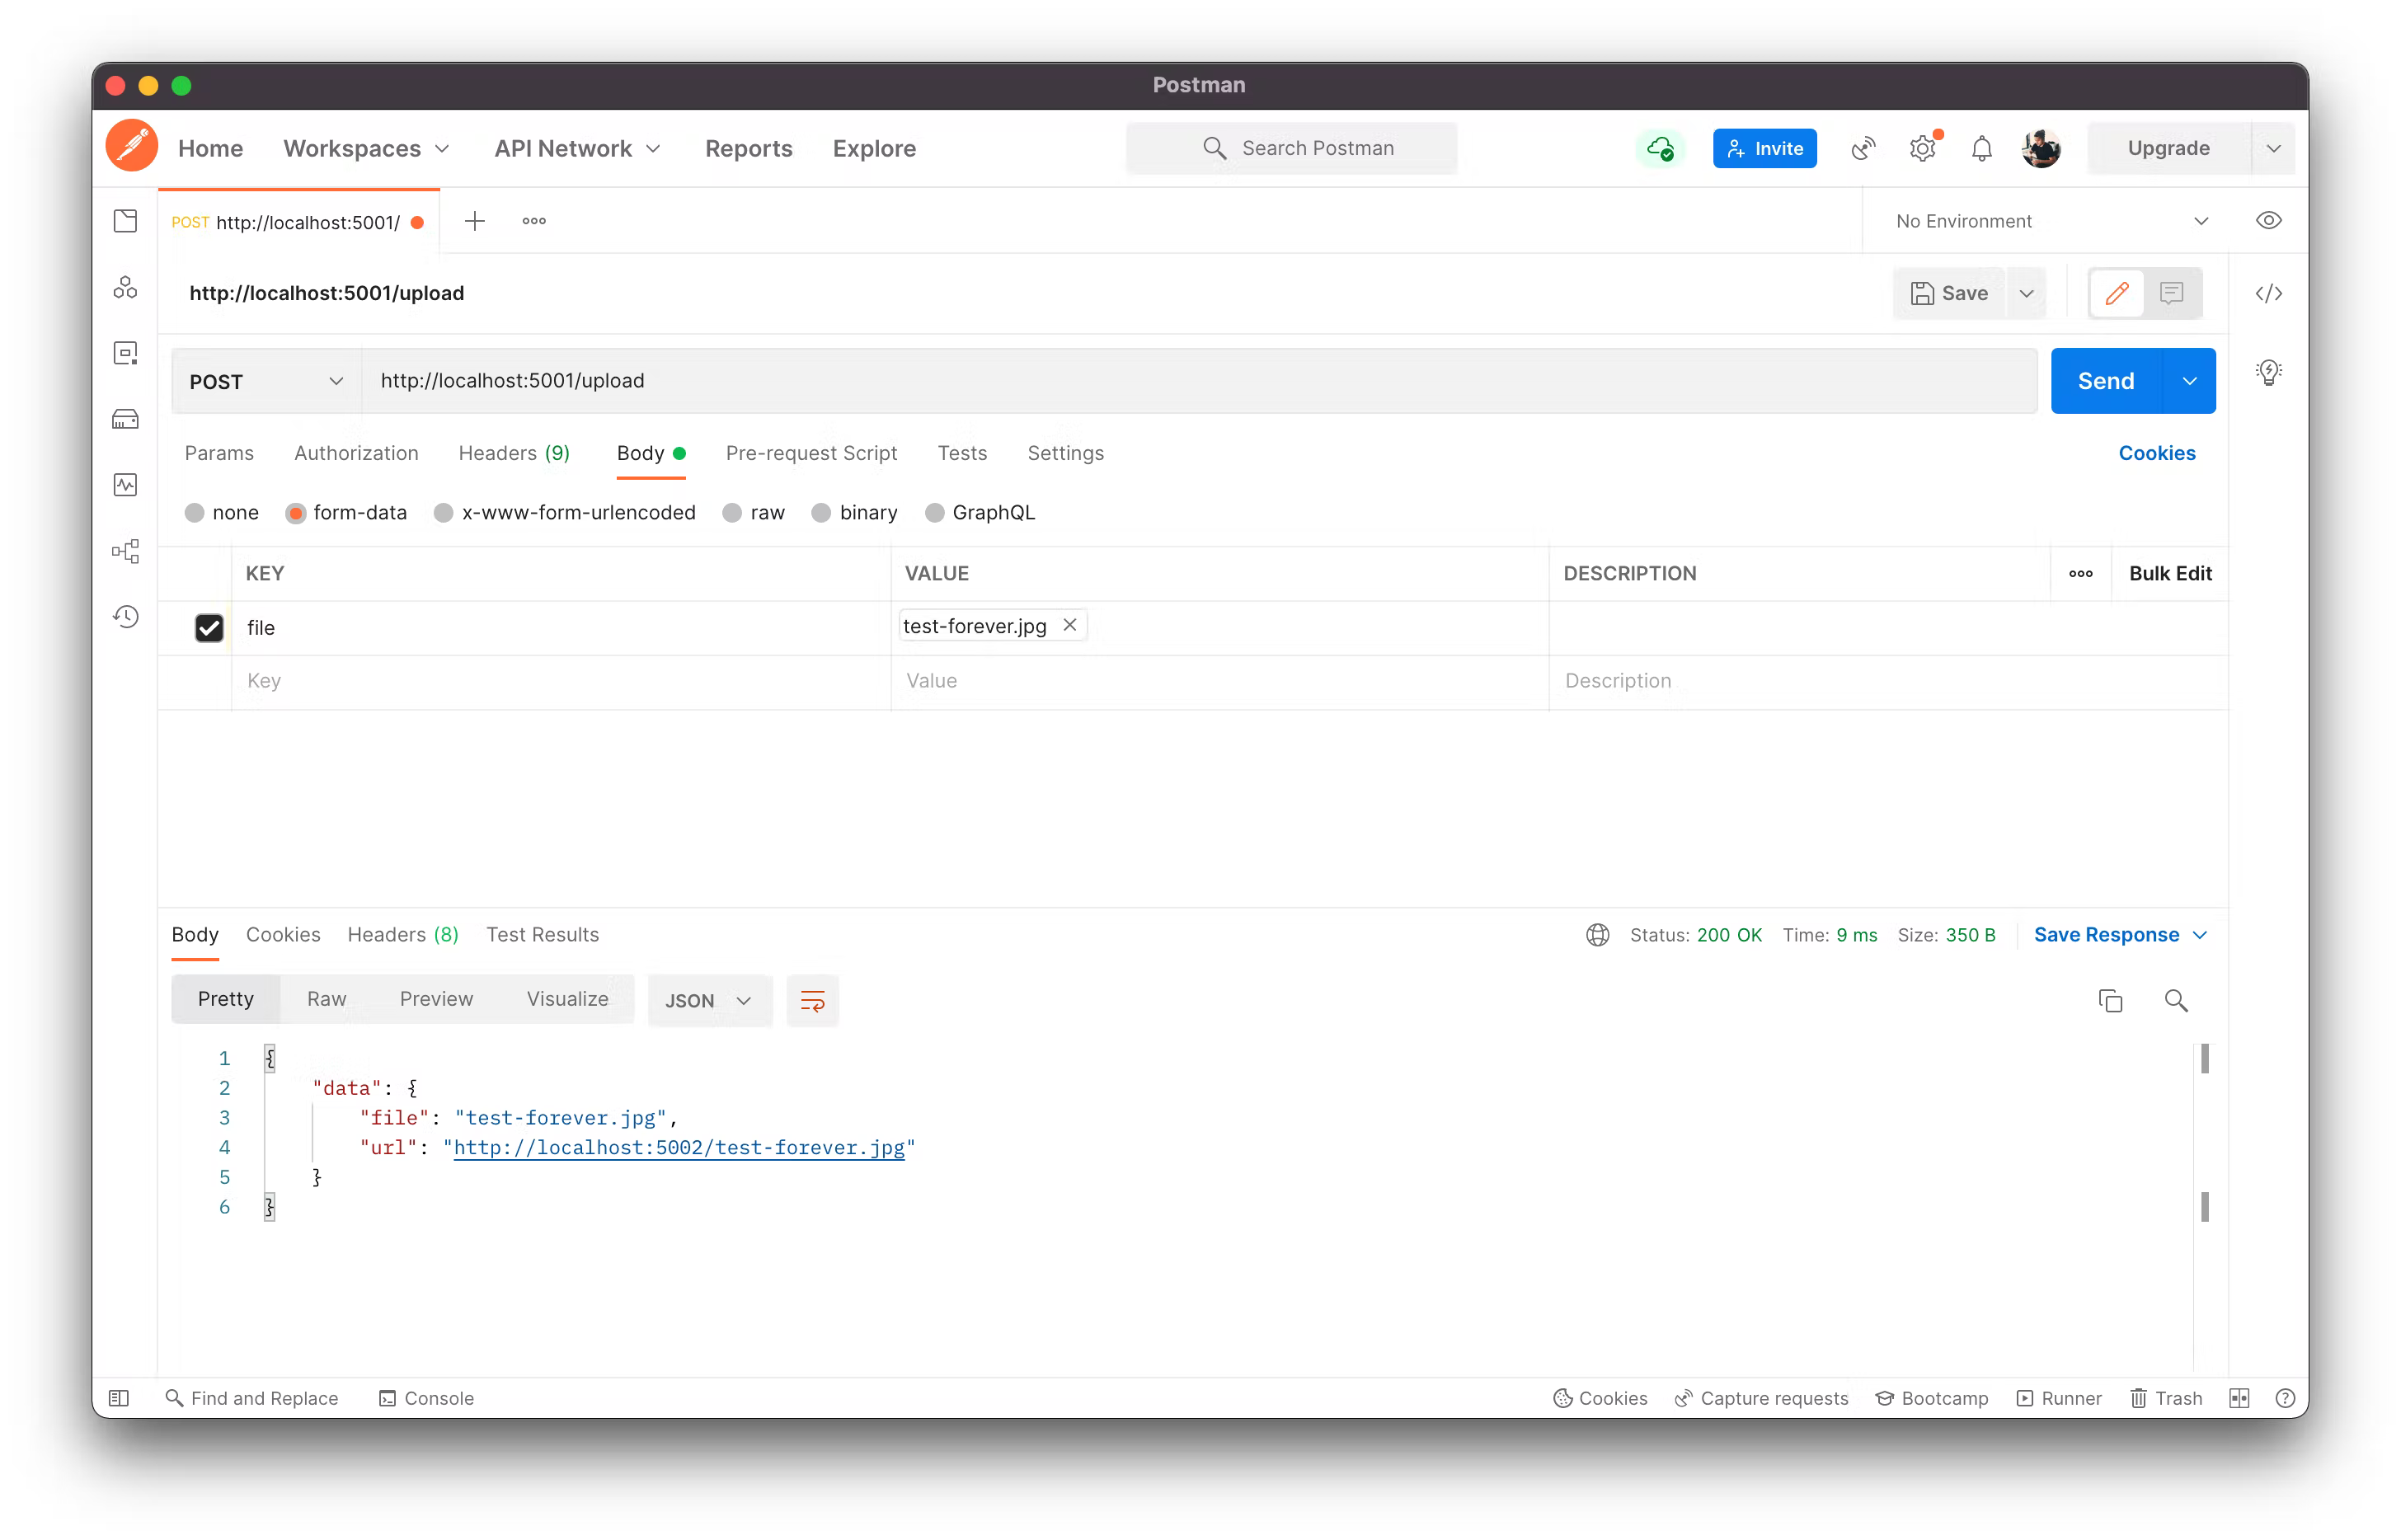 Postman
Home Workspaces API Network Reports Explore Search Postman Invite Upgrade
POST http://localhost:5001/ No Environment
http://localhost:5001/upload Save
POST http://localhost:5001/upload Send
Params Authorization Headers (9) Body Pre-request Script Tests Settings Cookies
none form-data x-www-form-urlencoded raw binary GraphQL
KEY VALUE DESCRIPTION Bulk Edit
file test-forever.jpg
Key Value Description
Body Cookies Headers (8) Test Results Status: 200 OK Time: 9 ms Size: 350 B Save Response
Pretty Raw Preview Visualize JSON
1 {
2 "data": {
3 "file": "test-forever.jpg",
4 "url": "http://localhost:5002/test-forever.jpg"
5 }
6 }
Find and Replace Console Cookies Capture requests Bootcamp Runner Trash